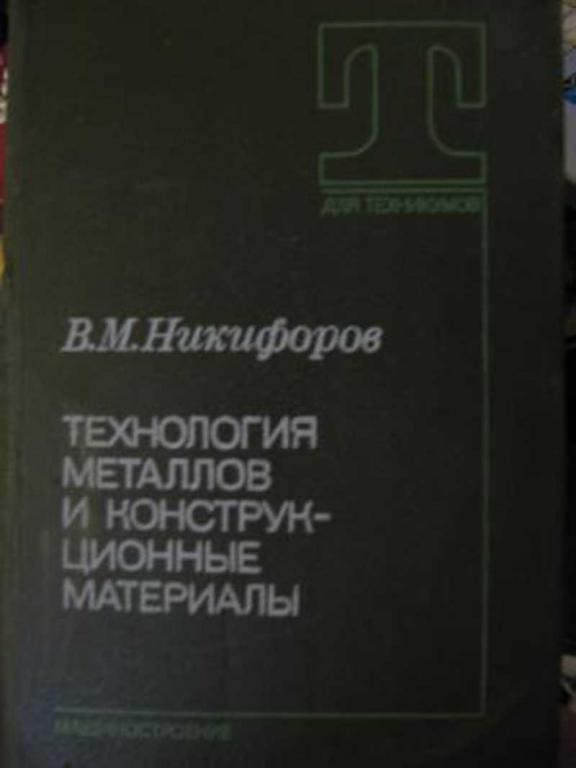 Т
ДЛЯ ТЕХНИКУМОВ
В.М.Никифоров
ТЕХНОЛОГИЯ
МЕТАЛЛОВ
И КОНСТРУК-
ЦИОННЫЕ
МАТЕРИАЛЫ
МАШИНОСТРОЕНИЕ